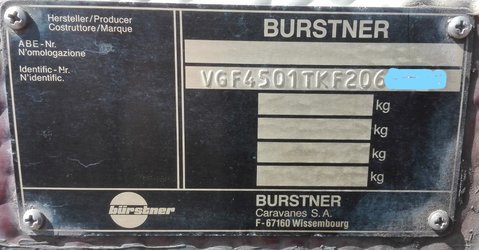 Hersteller/Producer
Costruttore/Marque
BURSTNER
ABE-Nr.
N'omologazione
Identific-Nr.
N'identific.
VGF4501TKF206
kg
kg
kg
kg
bürstner
BURSTNER
Caravanes S.A.
F-67160 Wissembourg